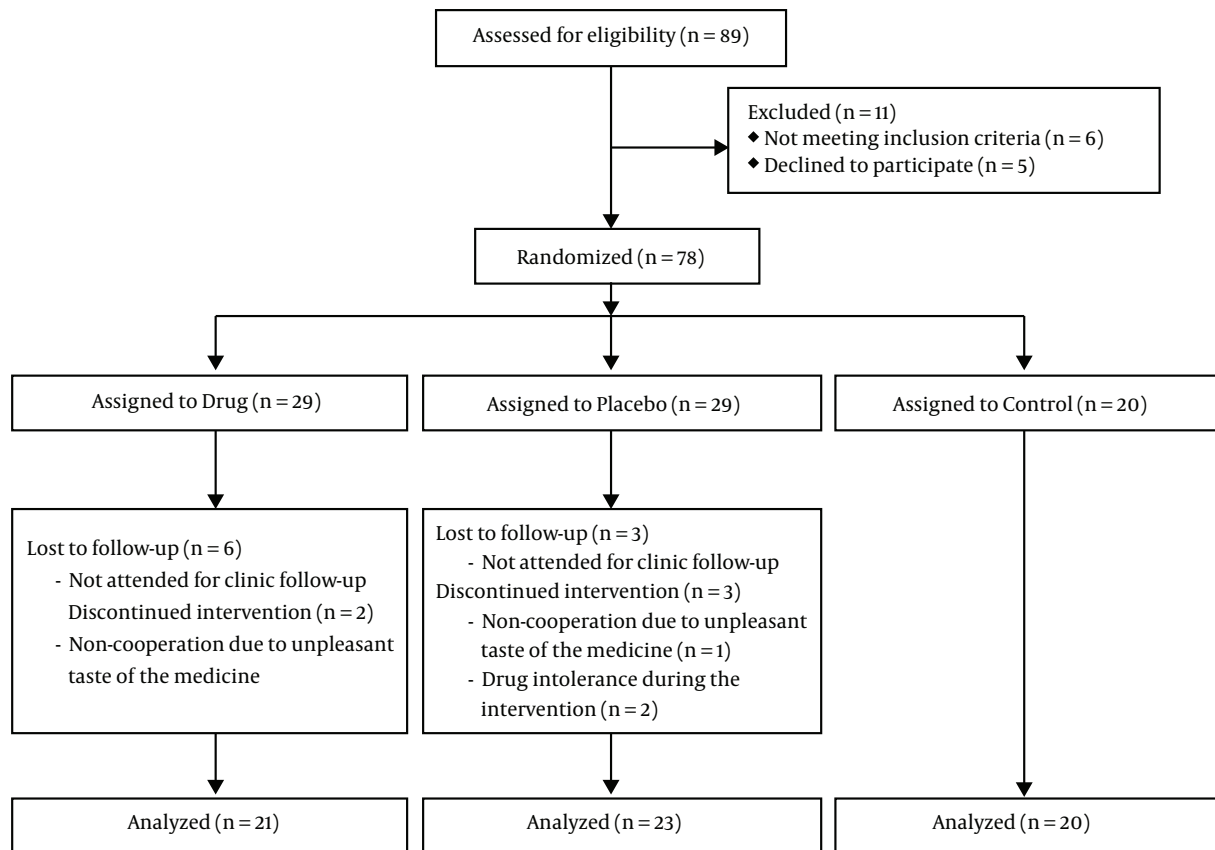 Assessed for eligibility (n = 89)
Excluded (n = 11)
◆ Not meeting inclusion criteria (n = 6)
◆ Declined to participate (n = 5)
Randomized (n = 78)
Assigned to Drug (n = 29)
Assigned to Placebo (n = 29)
Assigned to Control (n = 20)
Lost to follow-up (n = 6)
- Not attended for clinic follow-up
Discontinued intervention (n = 2)
- Non-cooperation due to unpleasant
taste of the medicine
Lost to follow-up (n = 3)
- Not attended for clinic follow-up
Discontinued intervention (n = 3)
- Non-cooperation due to unpleasant
taste of the medicine (n = 1)
- Drug intolerance during the
intervention (n = 2)
Analyzed (n = 21)
Analyzed (n = 23)
Analyzed (n = 20)